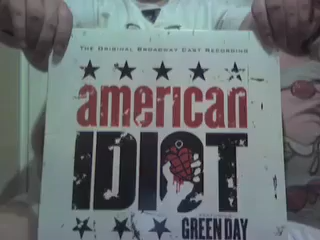 THE ORIGINAL BROADWAY CAST RECORDING
american
IDIOT
GREEN DAY